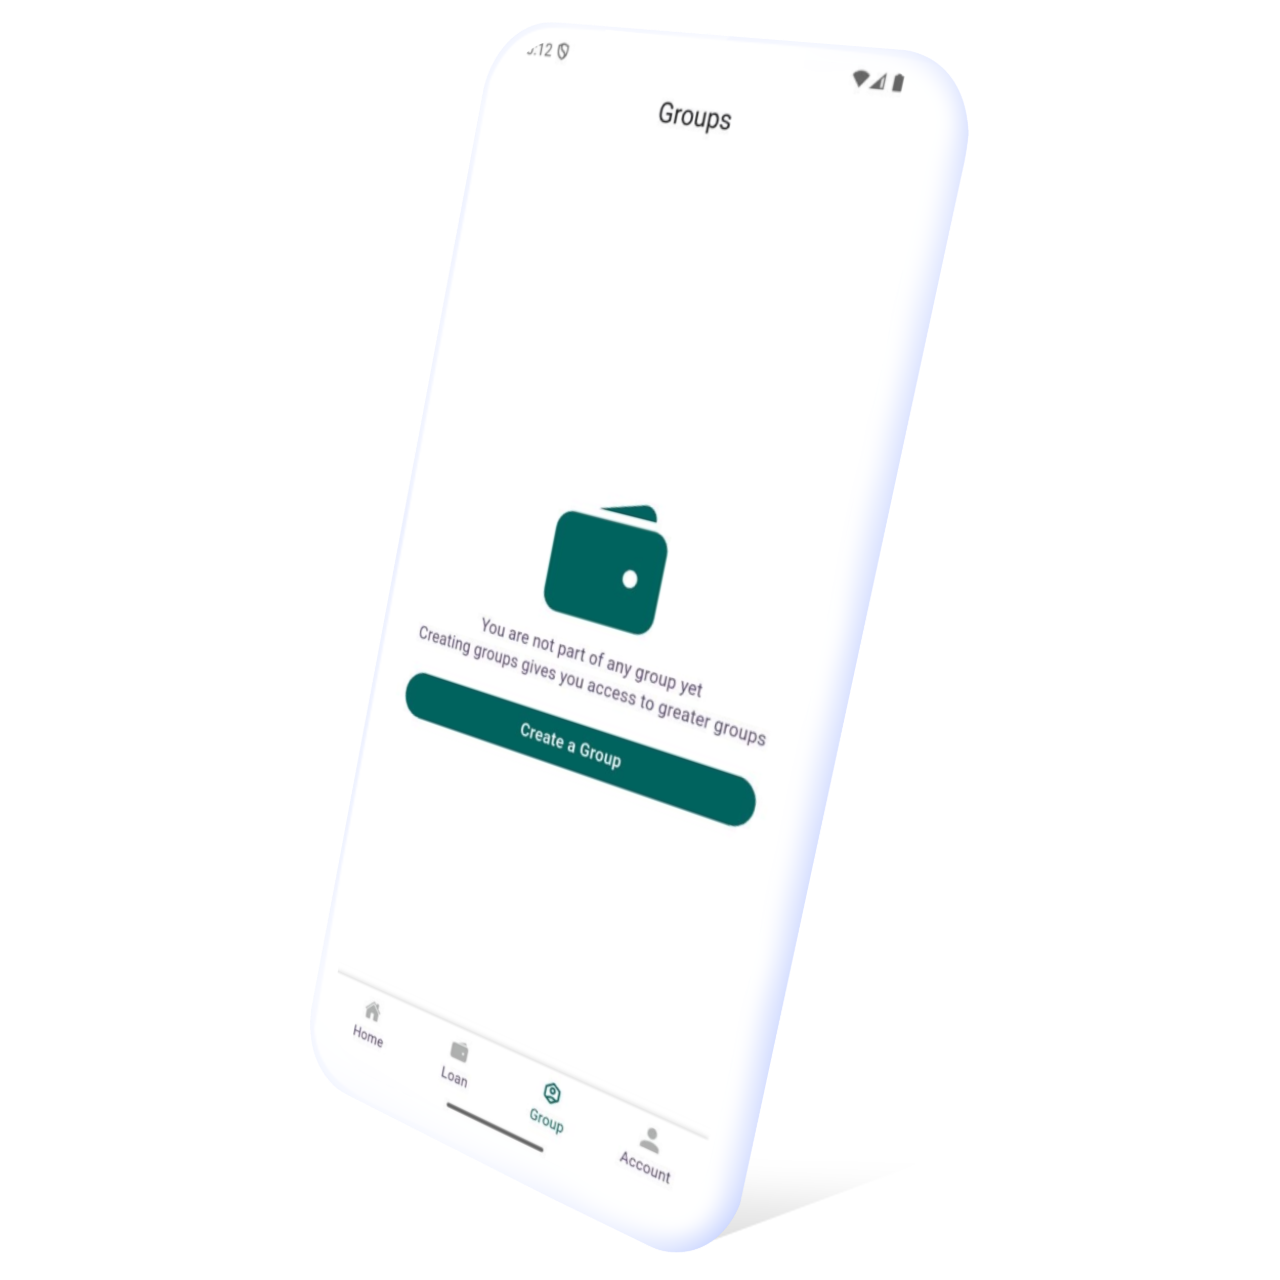 :12
Groups
You are not part of any group yet
Creating groups gives you access to greater groups
Create a Group
Home
Loan
Group
Account